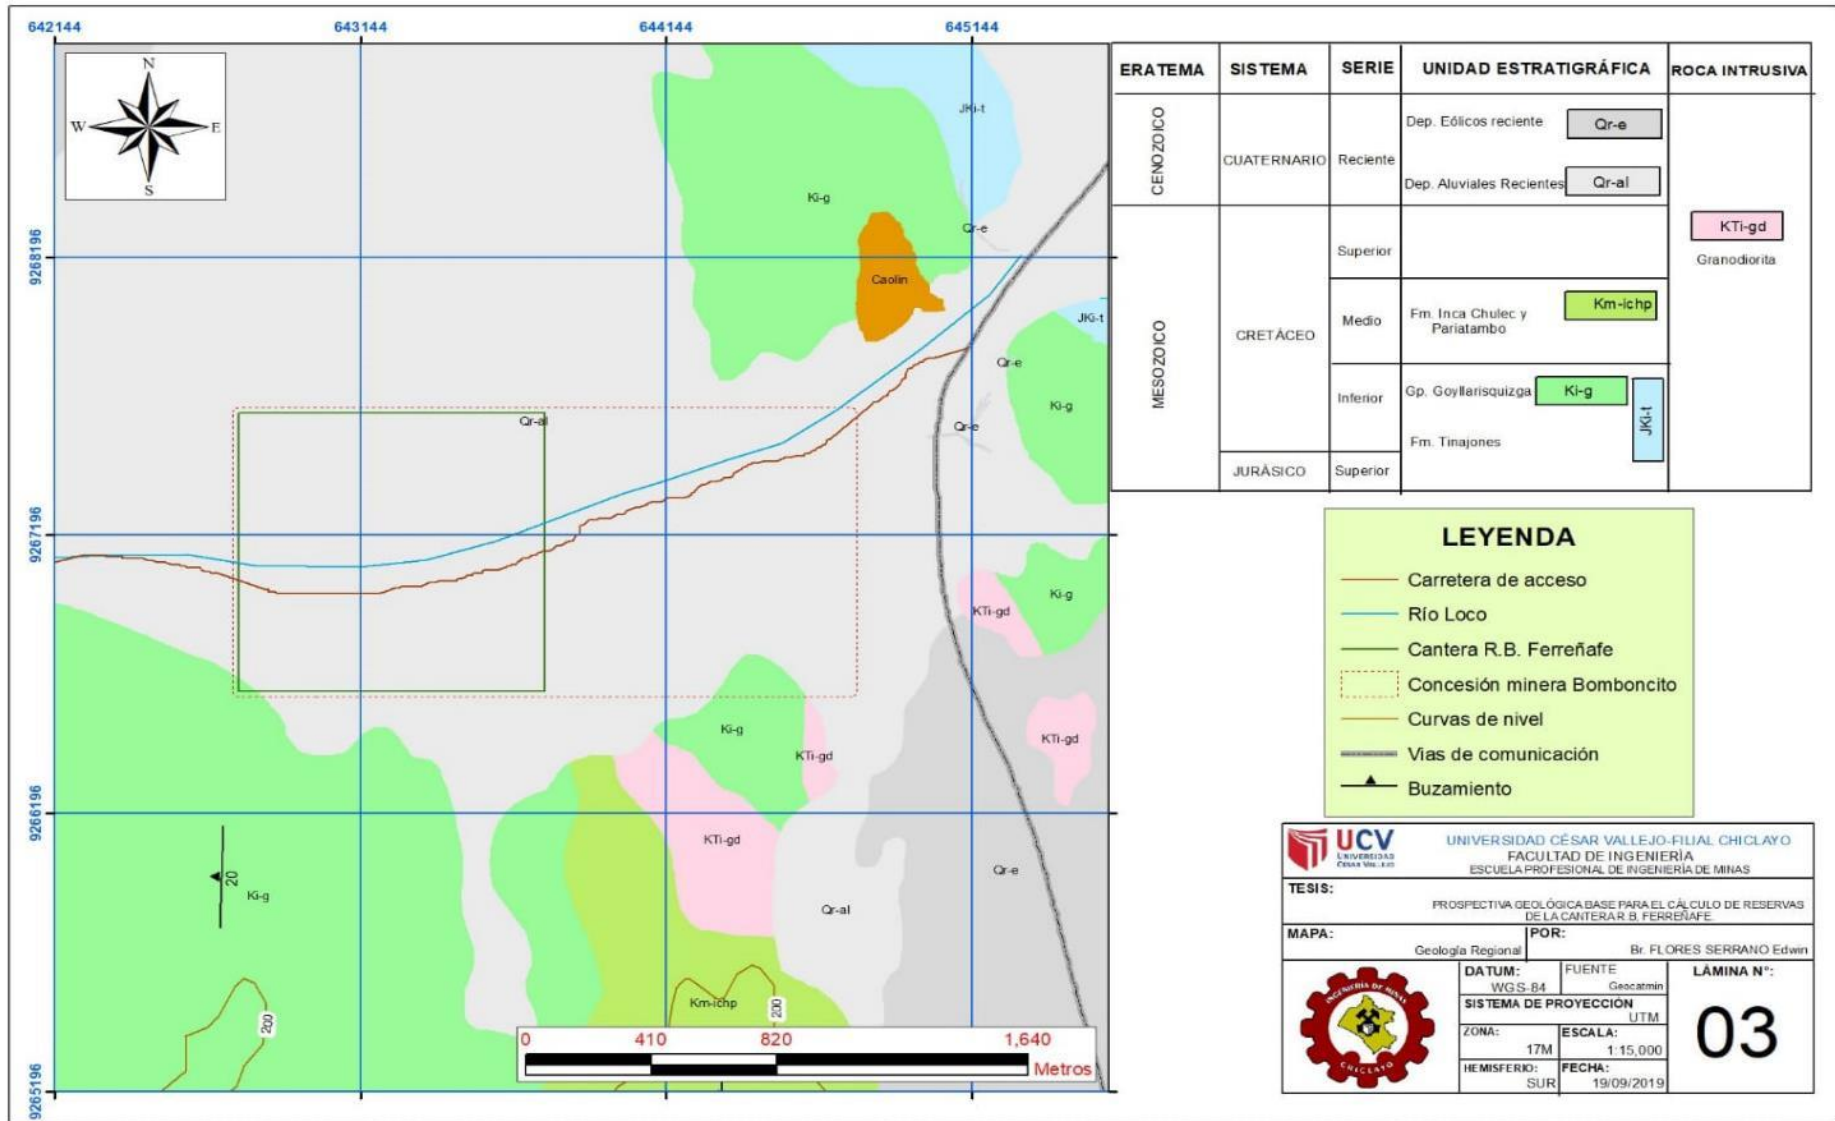 642144
643144
644144
645144
9268196
9267196
9266196
9265196
N
W
E
S
JKi-t
Ki-g
Qr-e
Caolin
JKi-t
Qr-e
Ki-g
Qr-e
Qr-al
Ki-g
KTi-gd
Ki-g
KTi-gd
KTi-gd
KTi-gd
Qr-e
Qr-al
20
Ki-g
Km-ichp
200
200
0
410
820
1,640
Metros
ERATEMA
SISTEMA
SERIE
UNIDAD ESTRATIGRÁFICA
ROCA INTRUSIVA
CENOZOICO
CUATERNARIO
Reciente
Dep. Eólicos reciente
Qr-e
Dep. Aluviales Recientes
Qr-al
MESOZOICO
CRETÁCEO
Superior
Medio
Fm. Inca Chulec y
Pariatambo
Km-ichp
Inferior
Gp. Goyllarisquizga
Ki-g
JKi-t
Fm. Tinajones
JURÁSICO
Superior
KTi-gd
Granodiorita
LEYENDA
Carretera de acceso
Río Loco
Cantera R.B. Ferreñafe
Concesión minera Bomboncito
Curvas de nivel
Vias de comunicación
Buzamiento
UCV
UNIVERSIDAD
CÉSAR VALLEJO
UNIVERSIDAD CÉSAR VALLEJO-FILIAL CHICLAYO
FACULTAD DE INGENIERÍA
ESCUELA PROFESIONAL DE INGENIERÍA DE MINAS
TESIS:
PROSPECTIVA GEOLÓGICA BASE PARA EL CÁLCULO DE RESERVAS
DE LA CANTERA R.B. FERREÑAFE.
MAPA:
Geología Regional
POR:
Br. FLORES SERRANO Edwin
INGENIERÍA DE MINAS
CHICLAYO
DATUM:
WGS-84
FUENTE
Geocatmin
SISTEMA DE PROYECCIÓN
UTM
ZONA:
17M
ESCALA:
1:15,000
HEMISFERIO:
SUR
FECHA:
19/09/2019
LÁMINA N°:
03